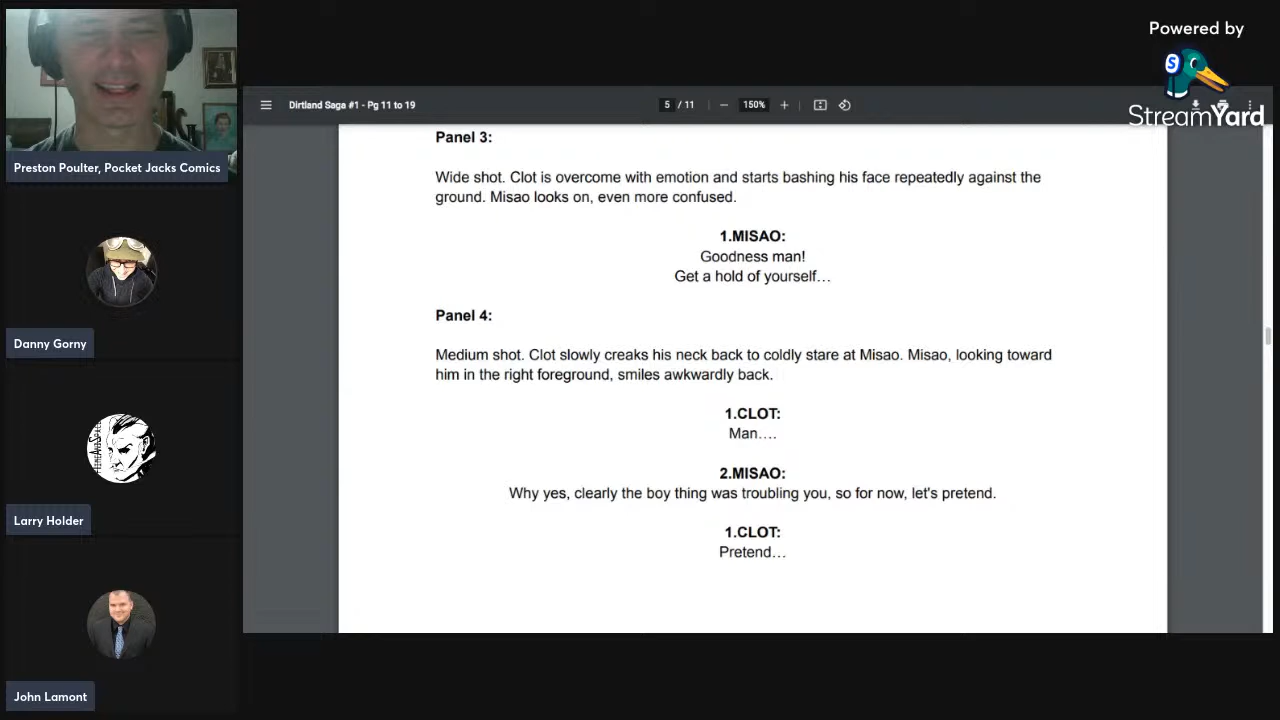 Powered by
S
StreamYard
Preston Poulter, Pocket Jacks Comics
Danny Gorny
Larry Holder
John Lamont
Dirtland Saga #1 - Pg 11 to 19
5 / 11
150%
Panel 3:
Wide shot. Clot is overcome with emotion and starts bashing his face repeatedly against the
ground. Misao looks on, even more confused.
1.MISAO:
Goodness man!
Get a hold of yourself…
Panel 4:
Medium shot. Clot slowly creaks his neck back to coldly stare at Misao. Misao, looking toward
him in the right foreground, smiles awkwardly back.
1.CLOT:
Man….
2.MISAO:
Why yes, clearly the boy thing was troubling you, so for now, let's pretend.
1.CLOT:
Pretend…